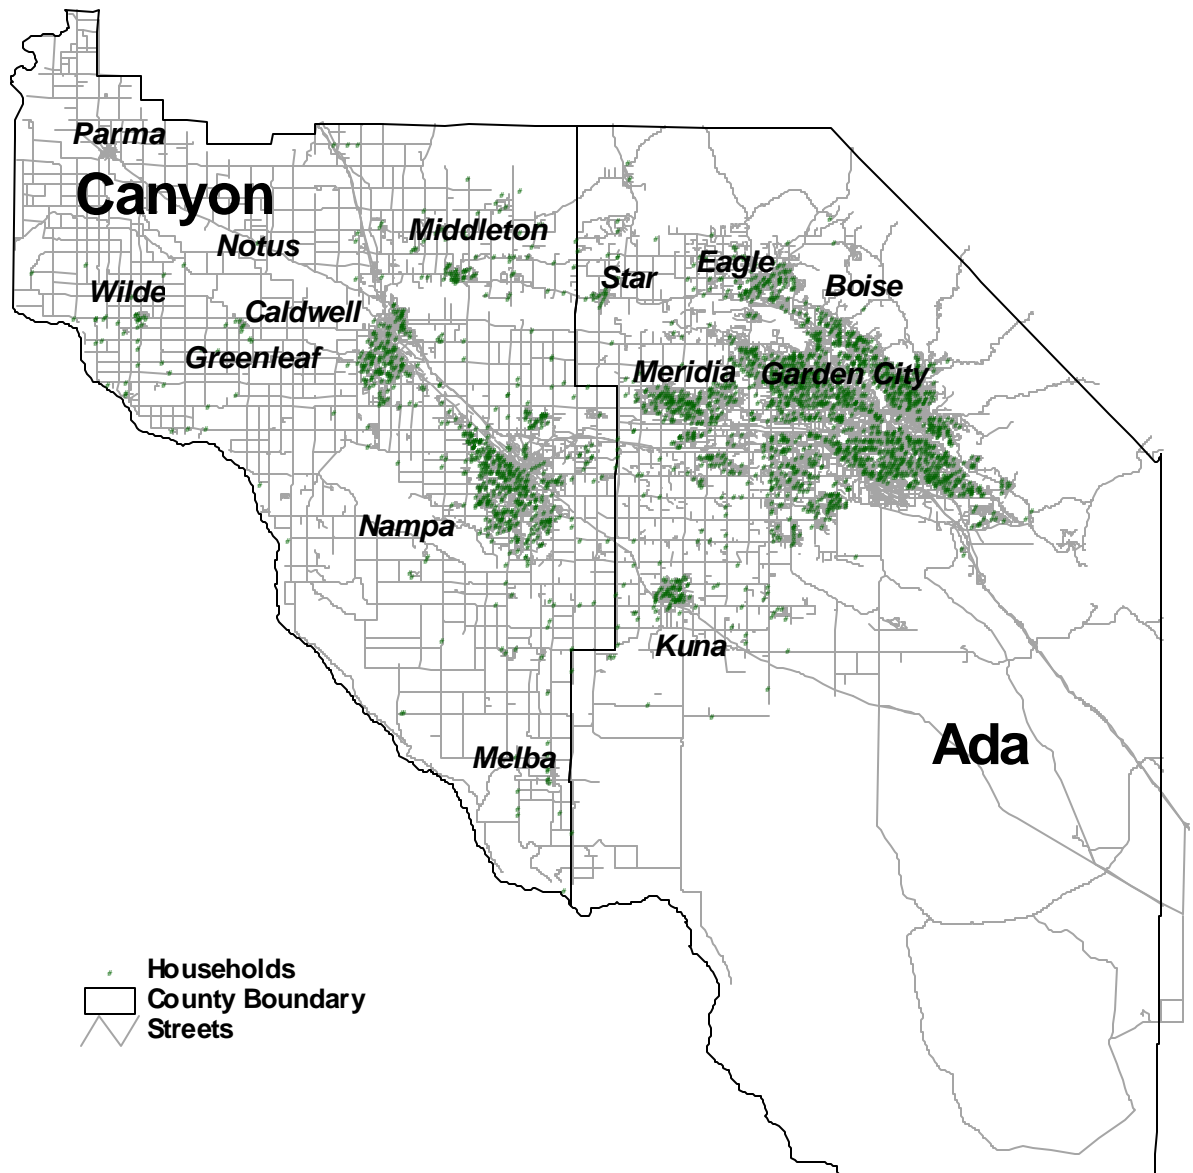 Parma
Canyon
Notus
Middleton
Star
Eagle
Boise
Wilde
Caldwell
Greenleaf
Meridia
Garden City
Nampa
Kuna
Ada
Melba
Households
County Boundary
Streets